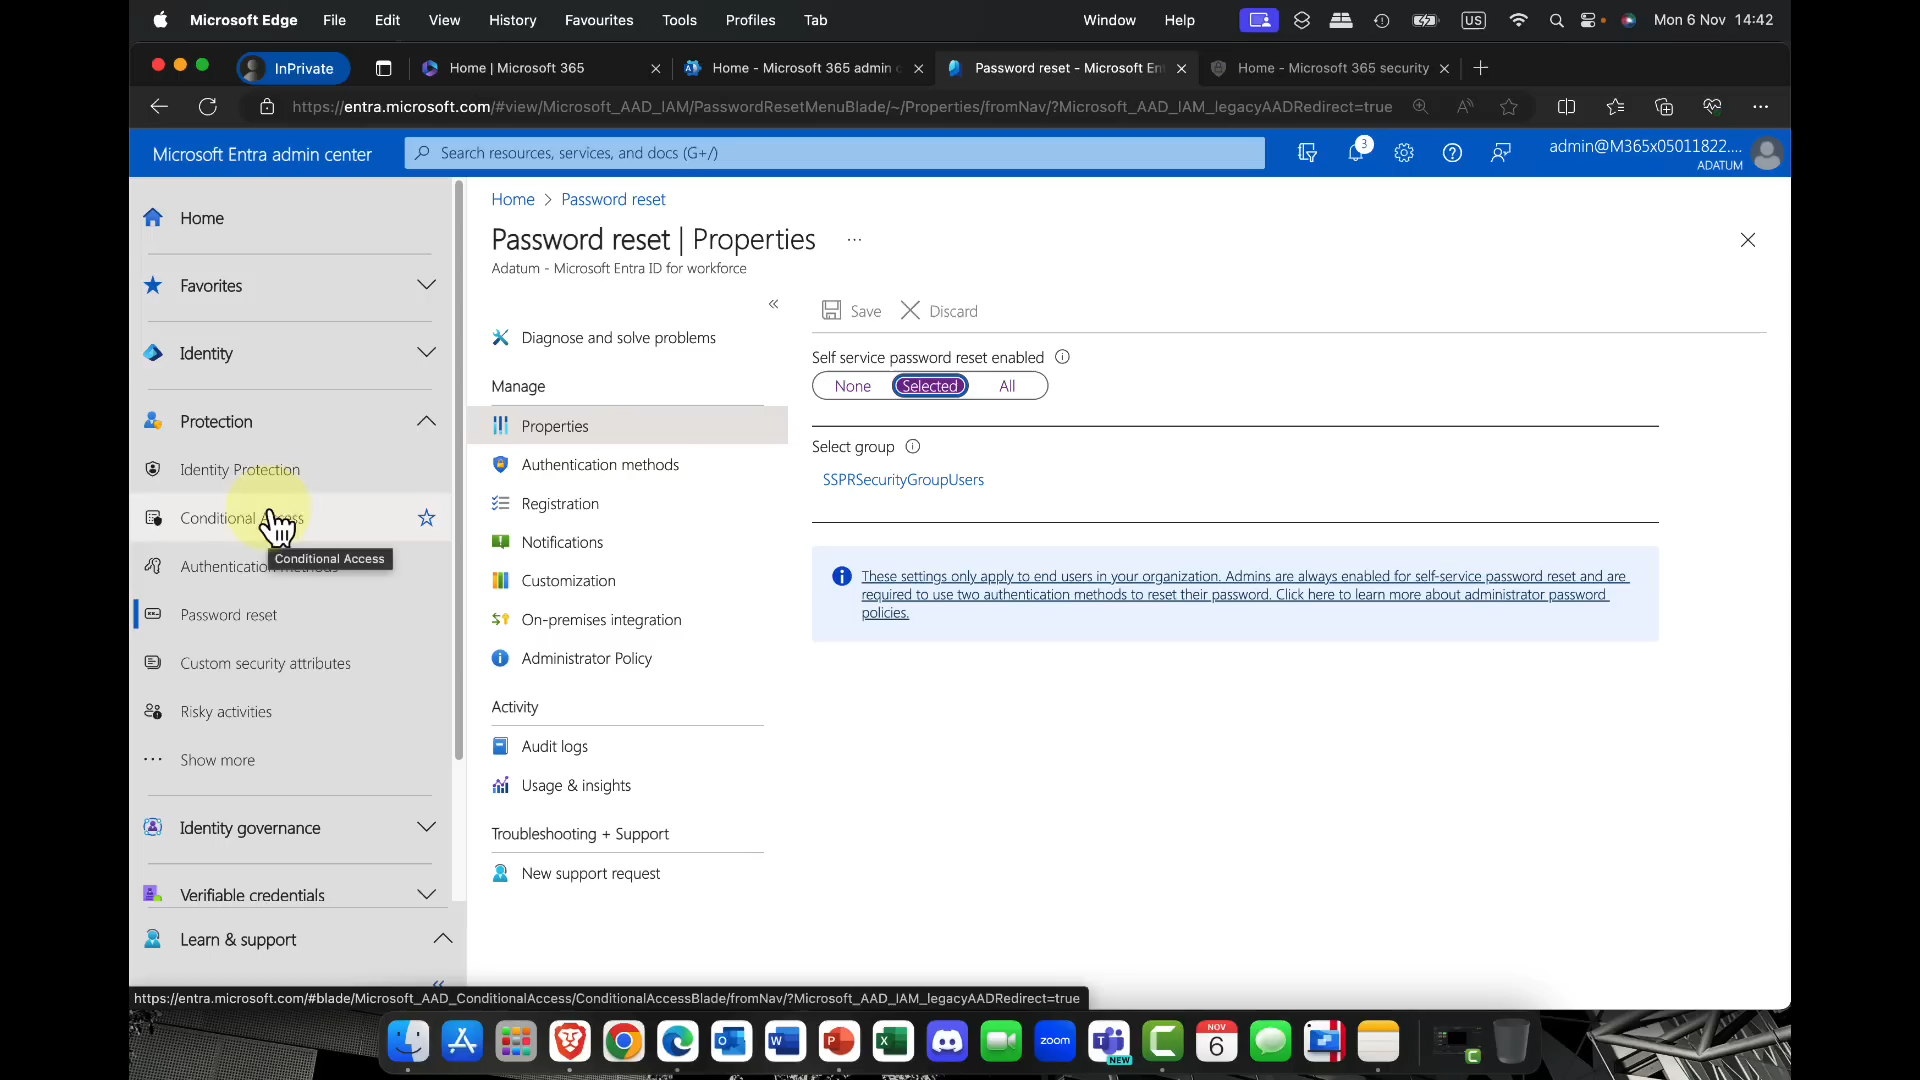 Microsoft Edge File Edit View History Favourites Tools Profiles Tab Window Help US Mon 6 Nov 14:42
InPrivate Home | Microsoft 365 Home - Microsoft 365 admin c Password reset - Microsoft En Home - Microsoft 365 security
https://entra.microsoft.com/#view/Microsoft_AAD_IAM/PasswordResetMenuBlade/~/Properties/fromNav/?Microsoft_AAD_IAM_legacyAADRedirect=true
Microsoft Entra admin center
Search resources, services, and docs (G+/)
3
admin@M365x05011822....
ADATUM
Home
Favorites
Identity
Protection
Identity Protection
Conditional Access
Conditional Access
Authentication methods
Password reset
Custom security attributes
Risky activities
Show more
Identity governance
Verifiable credentials
Learn & support
Home > Password reset
Password reset | Properties
Adatum - Microsoft Entra ID for workforce
Diagnose and solve problems
Manage
Properties
Authentication methods
Registration
Notifications
Customization
On-premises integration
Administrator Policy
Activity
Audit logs
Usage & insights
Troubleshooting + Support
New support request
Save Discard
Self service password reset enabled
None Selected All
Select group
SSPRSecurityGroupUsers
These settings only apply to end users in your organization. Admins are always enabled for self-service password reset and are
required to use two authentication methods to reset their password. Click here to learn more about administrator password
policies.
https://entra.microsoft.com/#blade/Microsoft_AAD_ConditionalAccess/ConditionalAccessBlade/fromNav/?Microsoft_AAD_IAM_legacyAADRedirect=true
zoom
NEW
NOV
6